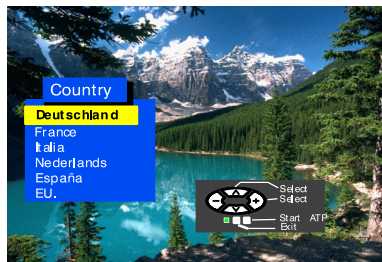 Country
Deutschland
France
Italia
Nederlands
España
EU.
Select
Select
Start ATP
Exit